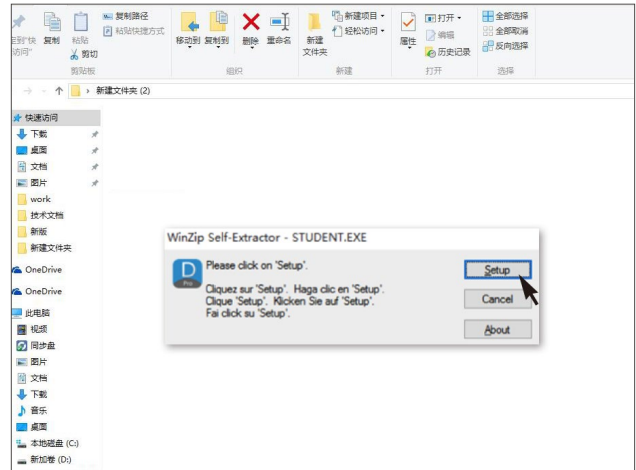 复制路径
粘贴快捷方式
复制
粘贴
剪切
访问"
剪贴板
移动到
复制到
删除
重命名
组织
新建项目
轻松访问
新建
文件夹
新建
属性
打开
编辑
历史记录
打开
全部选择
全部取消
反向选择
选择
新建文件夹 (2)
快速访问
下载
桌面
文档
图片
work
技术文档
新版
新建文件夹
OneDrive
OneDrive
此电脑
视频
同步盘
图片
文档
下载
音乐
桌面
本地磁盘 (C:)
新加卷 (D:)
WinZip Self-Extractor - STUDENT.EXE
D
Pro
Please click on 'Setup'.
Cliquez sur 'Setup'. Haga clic en 'Setup'.
Clique 'Setup'. Klicken Sie auf 'Setup'.
Fai click su 'Setup'.
Setup
Cancel
About